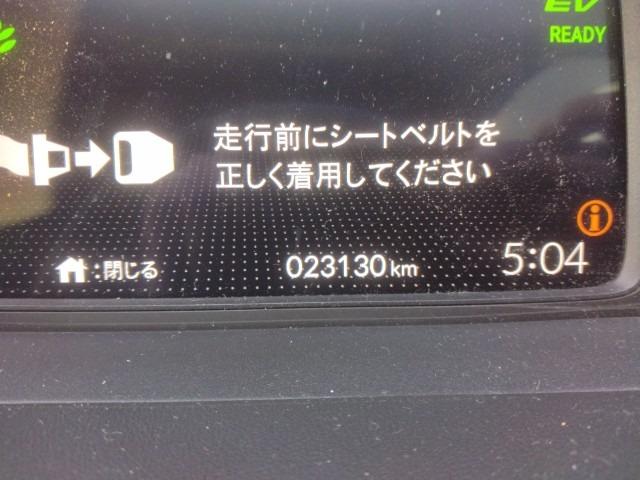 EV
READY
走行前にシートベルトを
正しく着用してください
:閉じる
023130km
5:04